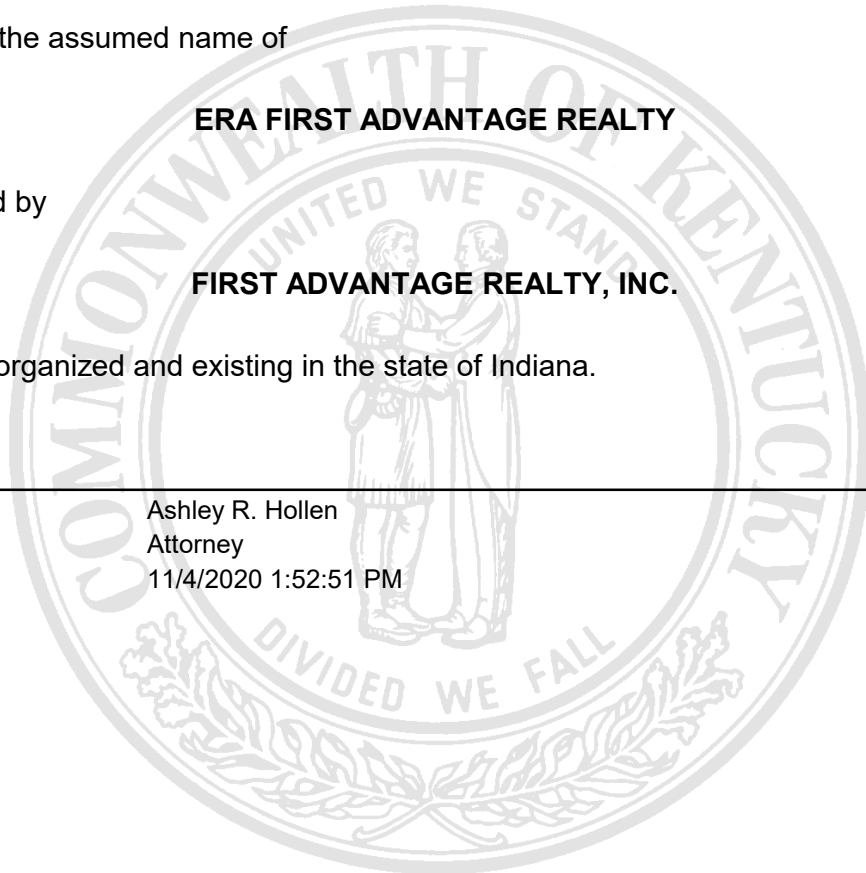 the assumed name of
ERA FIRST ADVANTAGE REALTY
d by
FIRST ADVANTAGE REALTY, INC.
organized and existing in the state of Indiana.
Ashley R. Hollen
Attorney
11/4/2020 1:52:51 PM
COMMONWEALTH OF KENTUCKY
UNITED WE STAND
DIVIDED WE FALL